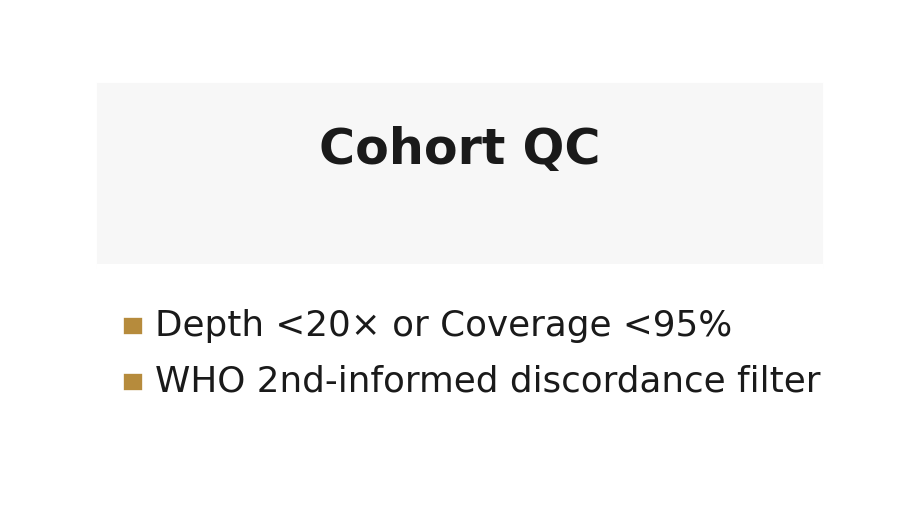 Cohort QC
Depth <20× or Coverage <95%
WHO 2nd-informed discordance filter